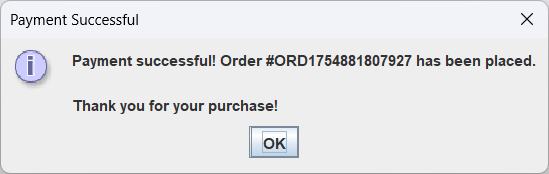 Payment Successful
Payment successful! Order #ORD1754881807927 has been placed.
Thank you for your purchase!
OK